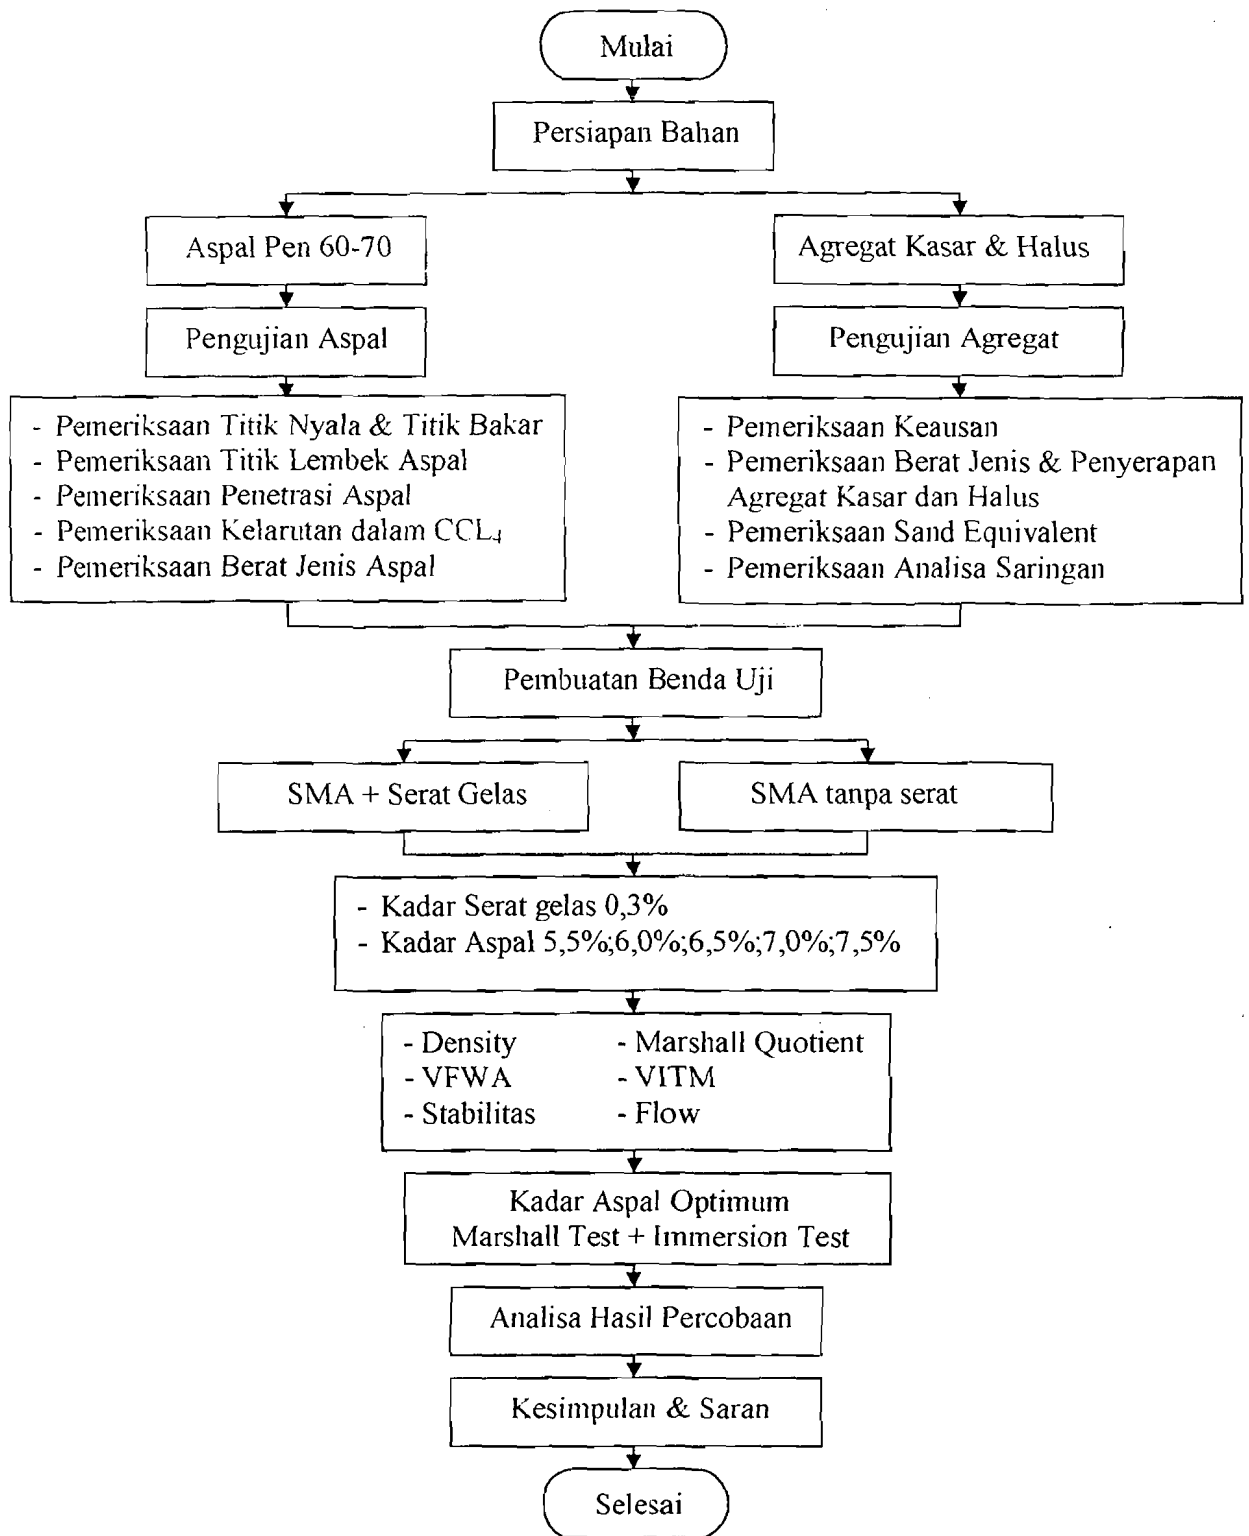 Mulai
Persiapan Bahan
Aspal Pen 60-70
Agregat Kasar & Halus
Pengujian Aspal
Pengujian Agregat
- Pemeriksaan Titik Nyala & Titik Bakar
- Pemeriksaan Titik Lembek Aspal
- Pemeriksaan Penetrasi Aspal
- Pemeriksaan Kelarutan dalam CCL₄
- Pemeriksaan Berat Jenis Aspal
- Pemeriksaan Keausan
- Pemeriksaan Berat Jenis & Penyerapan
Agregat Kasar dan Halus
- Pemeriksaan Sand Equivalent
- Pemeriksaan Analisa Saringan
Pembuatan Benda Uji
SMA + Serat Gelas
SMA tanpa serat
- Kadar Serat gelas 0,3%
- Kadar Aspal 5,5%;6,0%;6,5%;7,0%;7,5%
- Density - Marshall Quotient
- VFWA - VITM
- Stabilitas - Flow
Kadar Aspal Optimum
Marshall Test + Immersion Test
Analisa Hasil Percobaan
Kesimpulan & Saran
Selesai